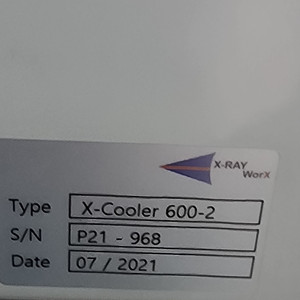 X-RAY
WorX
Type X-Cooler 600-2
S/N P21 - 968
Date 07 / 2021